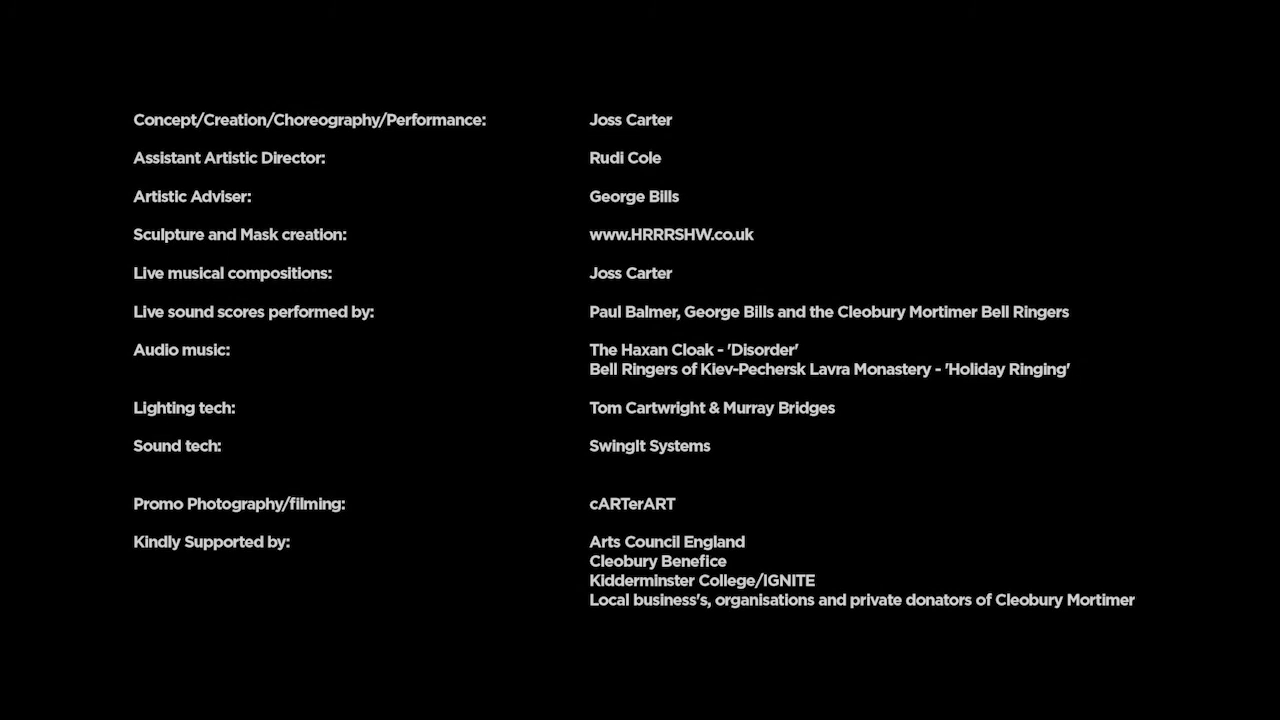 Concept/Creation/Choreography/Performance: Joss Carter
Assistant Artistic Director: Rudi Cole
Artistic Adviser: George Bills
Sculpture and Mask creation: www.HRRRSHW.co.uk
Live musical compositions: Joss Carter
Live sound scores performed by: Paul Balmer, George Bills and the Cleobury Mortimer Bell Ringers
Audio music: The Haxan Cloak - 'Disorder'
Bell Ringers of Kiev-Pechersk Lavra Monastery - 'Holiday Ringing'
Lighting tech: Tom Cartwright & Murray Bridges
Sound tech: SwingIt Systems
Promo Photography/filming: cARTerART
Kindly Supported by: Arts Council England
Cleobury Benefice
Kidderminster College/IGNITE
Local business's, organisations and private donators of Cleobury Mortimer